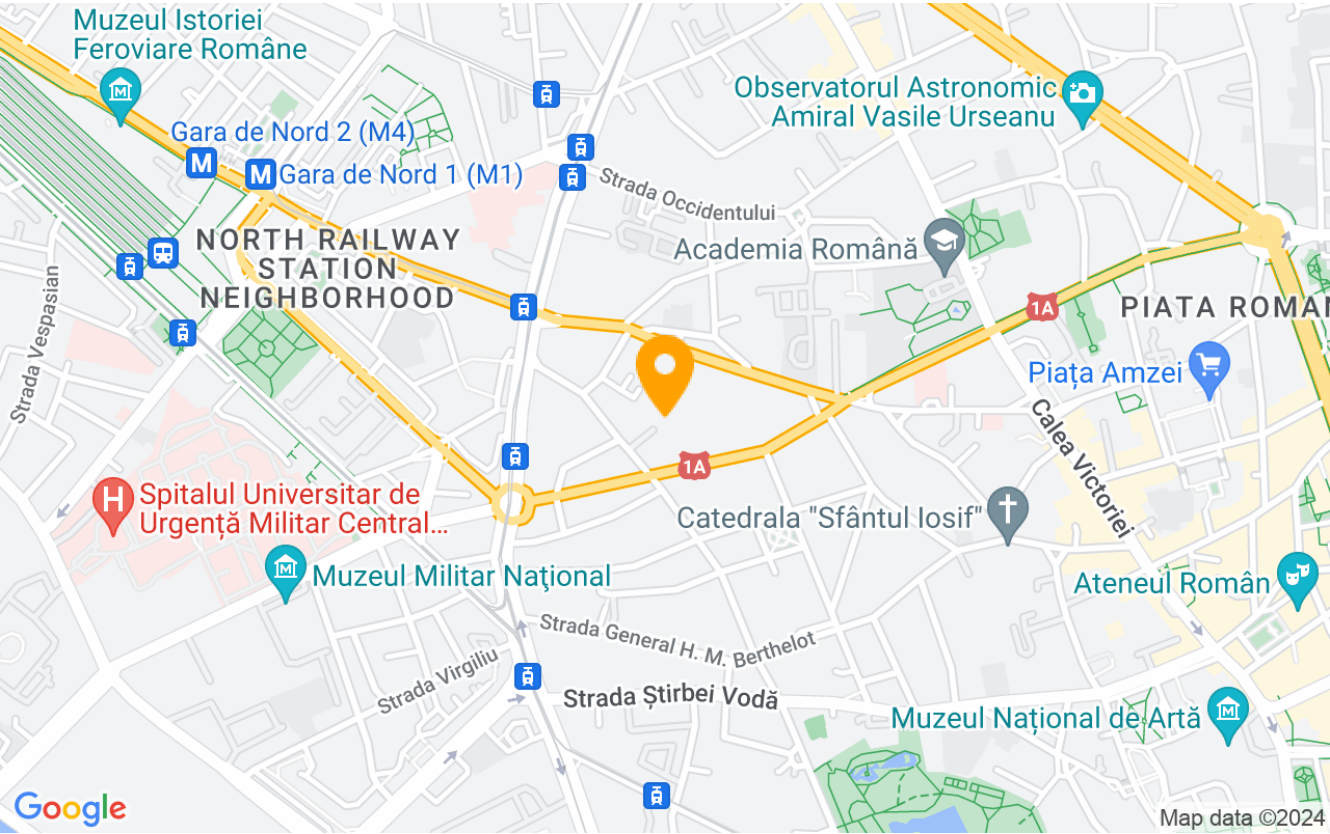 Muzeul Istoriei
Feroviare Române
Observatorul Astronomic
Amiral Vasile Urseanu
Gara de Nord 2 (M4)
M
M
Gara de Nord 1 (M1)
Strada Occidentului
Academia Română
NORTH RAILWAY
STATION
NEIGHBORHOOD
Strada Vespasian
1A
PIATA ROMAN
Piața Amzei
Calea Victoriei
1A
H
Spitalul Universitar de
Urgență Militar Central...
Catedrala "Sfântul Iosif"
Muzeul Militar Naţional
Ateneul Român
Strada General H. M. Berthelot
Strada Virgiliu
Strada Știrbei Vodă
Muzeul Național de Artă
Google
Map data ©2024